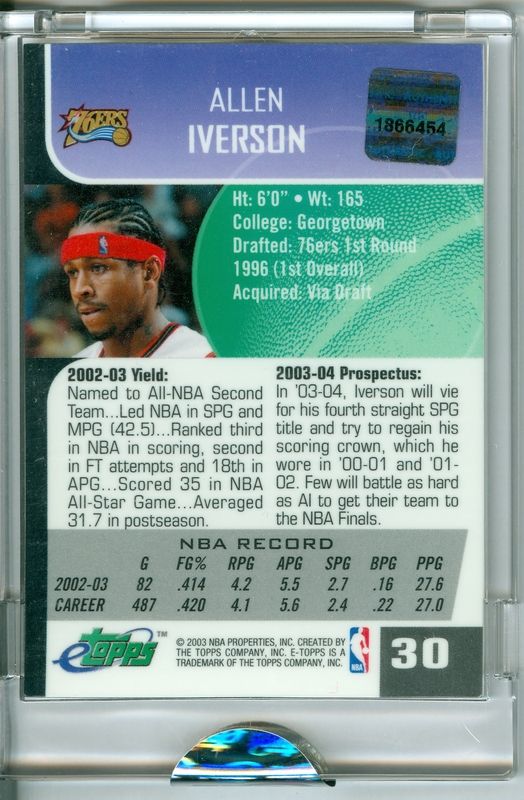 ALLEN
IVERSON
76ERS
1866454
Ht: 6'0" • Wt: 165
College: Georgetown
Drafted: 76ers 1st Round
1996 (1st Overall)
Acquired: Via Draft
2002-03 Yield:
Named to All-NBA Second
Team...Led NBA in SPG and
MPG (42.5)...Ranked third
in NBA in scoring, second
in FT attempts and 18th in
APG...Scored 35 in NBA
All-Star Game...Averaged
31.7 in postseason.
2003-04 Prospectus:
In '03-04, Iverson will vie
for his fourth straight SPG
title and try to regain his
scoring crown, which he
wore in '00-01 and '01-
02. Few will battle as hard
as AI to get their team to
the NBA Finals.
NBA RECORD
G FG% RPG APG SPG BPG PPG
2002-03 82 .414 4.1 5.5 2.7 .16 27.6
CAREER 487 .420 4.1 5.6 2.4 .22 27.0
etopps™
© 2003 NBA PROPERTIES, INC. CREATED BY
THE TOPPS COMPANY, INC. E-TOPPS IS A
TRADEMARK OF THE TOPPS COMPANY, INC.
NBA
30